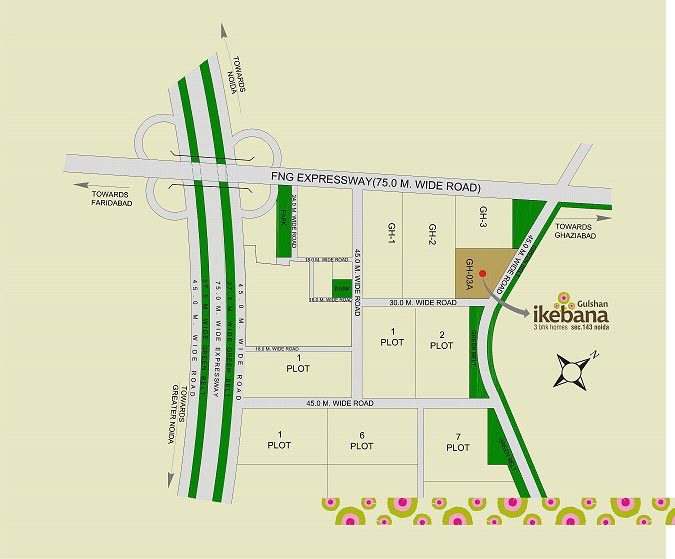 TOWARDS
NOIDA
FNG EXPRESSWAY(75.0 M. WIDE ROAD)
TOWARDS
FARIDABAD
TOWARDS
GHAZIABAD
PARK
24.0 M. WIDE ROAD
GH-1
GH-2
GH-3
GH-03A
45.0 M. WIDE ROAD
45.0 M. WIDE ROAD
18.0 M. WIDE ROAD
PARK
18.0 M. WIDE ROAD
30.0 M. WIDE ROAD
Gulshan
ikebana
3 bhk homes sec.143 noida
45.0 M. WIDE ROAD
37.5 M. WIDE GREEN BELT
75.0 M. WIDE EXPRESSWAY
37.5 M. WIDE GREEN BELT
45.0 M. WIDE ROAD
1
PLOT
2
PLOT
GREEN BELT
18.0 M. WIDE ROAD
1
PLOT
N
TOWARDS
GREATER NOIDA
45.0 M. WIDE ROAD
1
PLOT
6
PLOT
7
PLOT
GREEN BELT